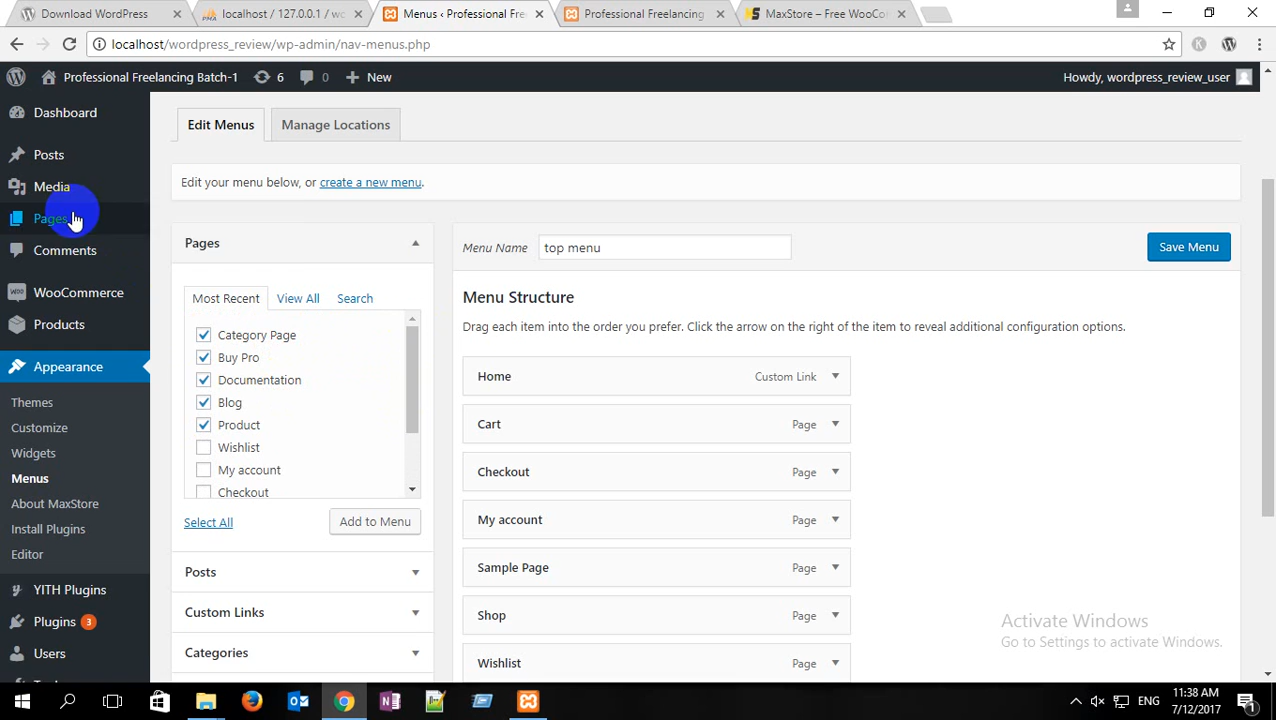 Download WordPress
localhost / 127.0.0.1 / wc
Menus ‹ Professional Fre
Professional Freelancing
MaxStore – Free WooCo
localhost/wordpress_review/wp-admin/nav-menus.php
Professional Freelancing Batch-1
6
0
New
Howdy, wordpress_review_user
Dashboard
Posts
Media
Pages
Comments
WooCommerce
Products
Appearance
Themes
Customize
Widgets
Menus
About MaxStore
Install Plugins
Editor
YITH Plugins
Plugins 3
Users
Edit Menus
Manage Locations
Edit your menu below, or create a new menu.
Pages
Most Recent
View All
Search
Category Page
Buy Pro
Documentation
Blog
Product
Wishlist
My account
Checkout
Select All
Add to Menu
Posts
Custom Links
Categories
Menu Name
top menu
Save Menu
Menu Structure
Drag each item into the order you prefer. Click the arrow on the right of the item to reveal additional configuration options.
Home Custom Link
Cart Page
Checkout Page
My account Page
Sample Page Page
Shop Page
Wishlist Page
Activate Windows
Go to Settings to activate Windows.
ENG
11:38 AM
7/12/2017
1